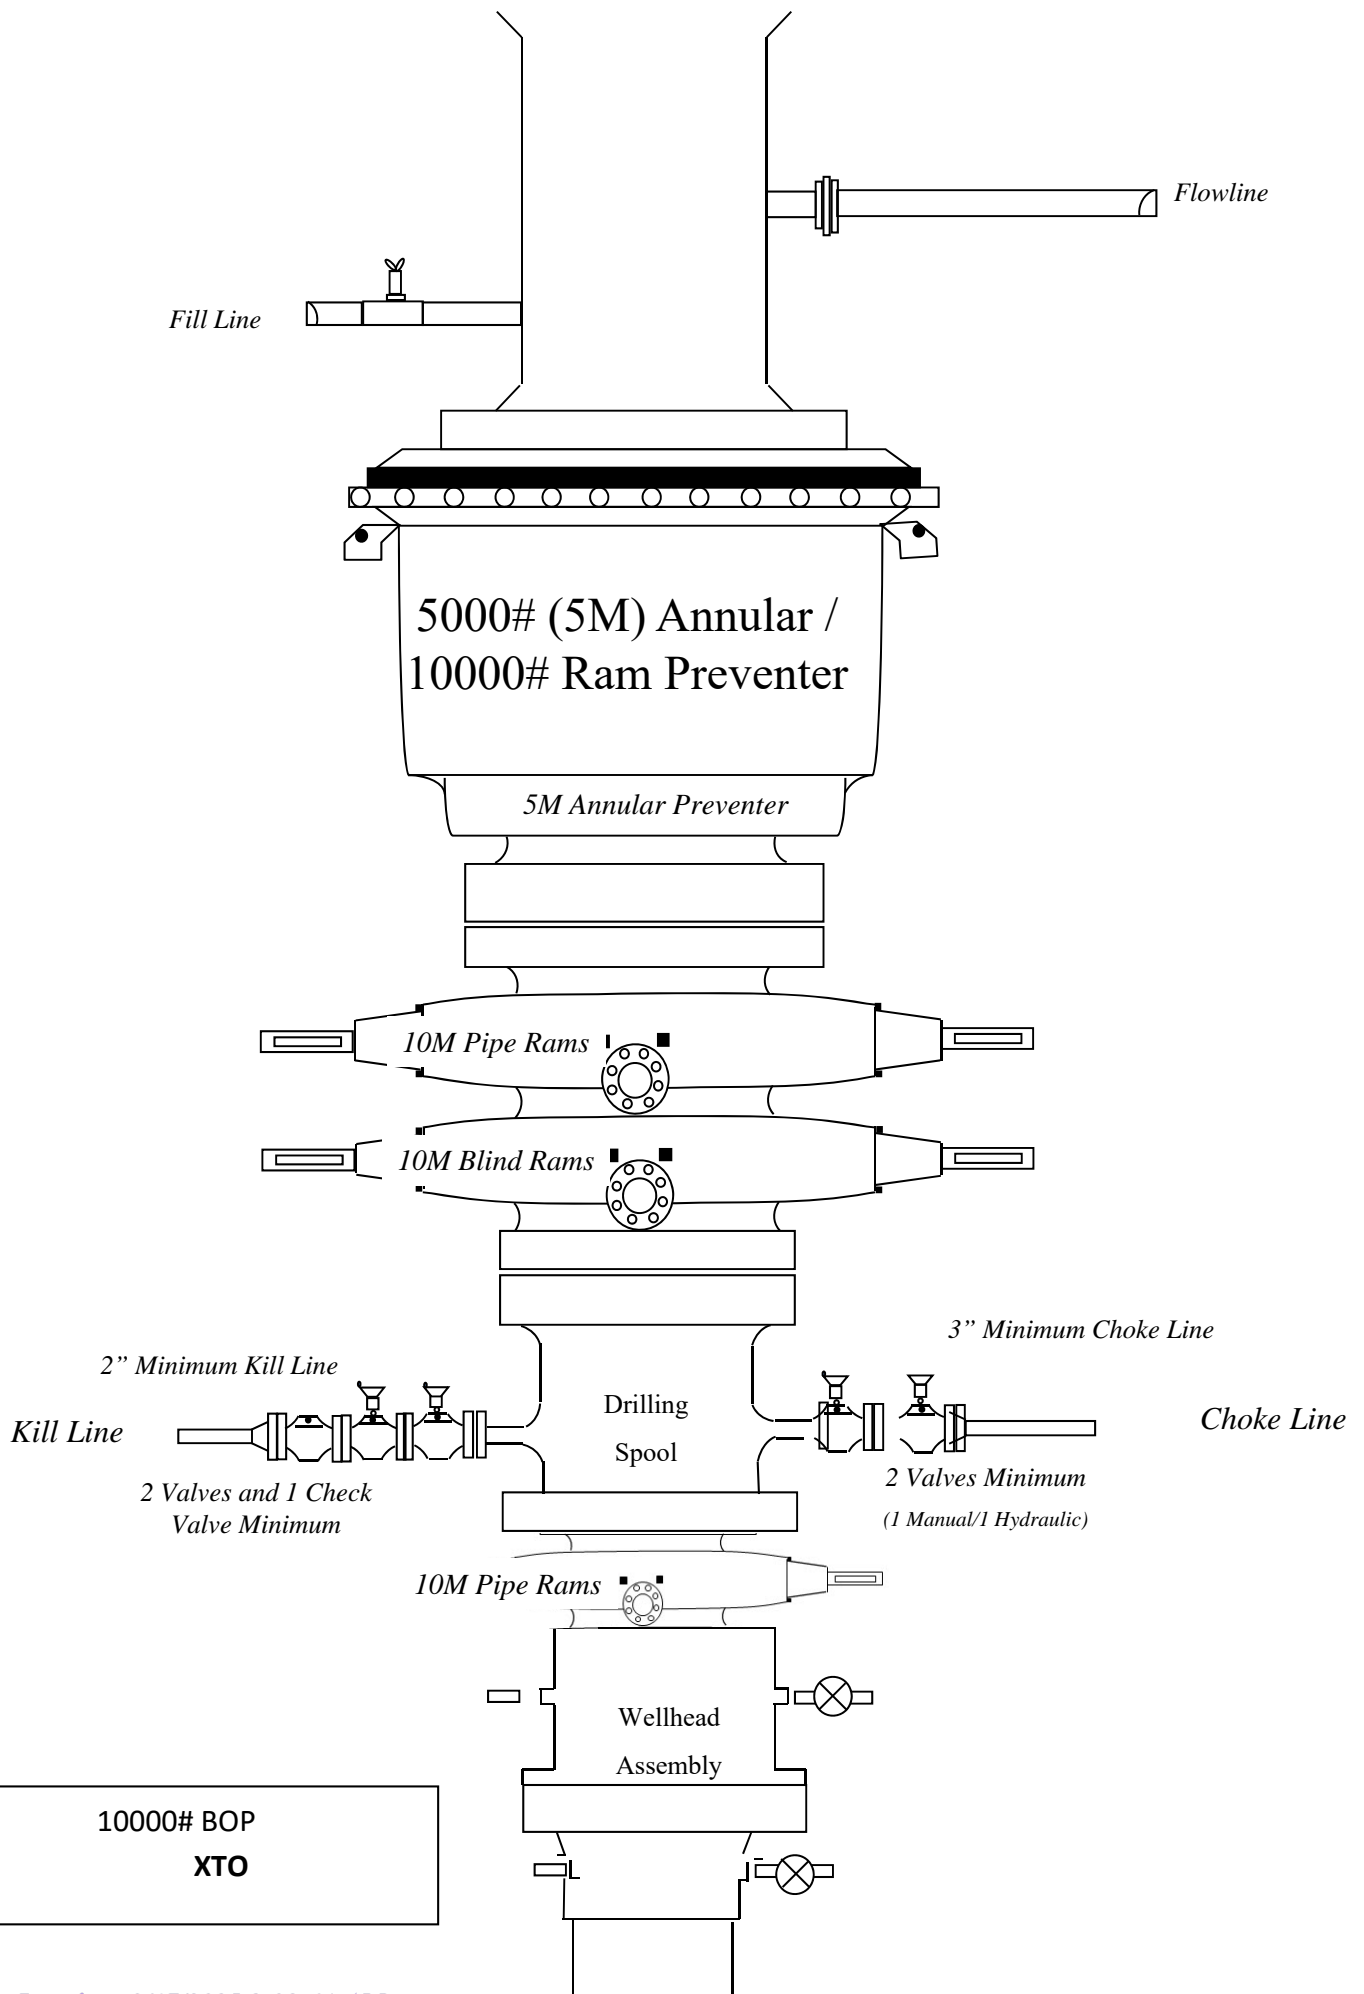 Flowline
Fill Line
5000# (5M) Annular /
10000# Ram Preventer
5M Annular Preventer
10M Pipe Rams
10M Blind Rams
3” Minimum Choke Line
2” Minimum Kill Line
Drilling
Spool
Kill Line
Choke Line
2 Valves and 1 Check
Valve Minimum
2 Valves Minimum
(1 Manual/1 Hydraulic)
10M Pipe Rams
Wellhead
Assembly
10000# BOP
XTO